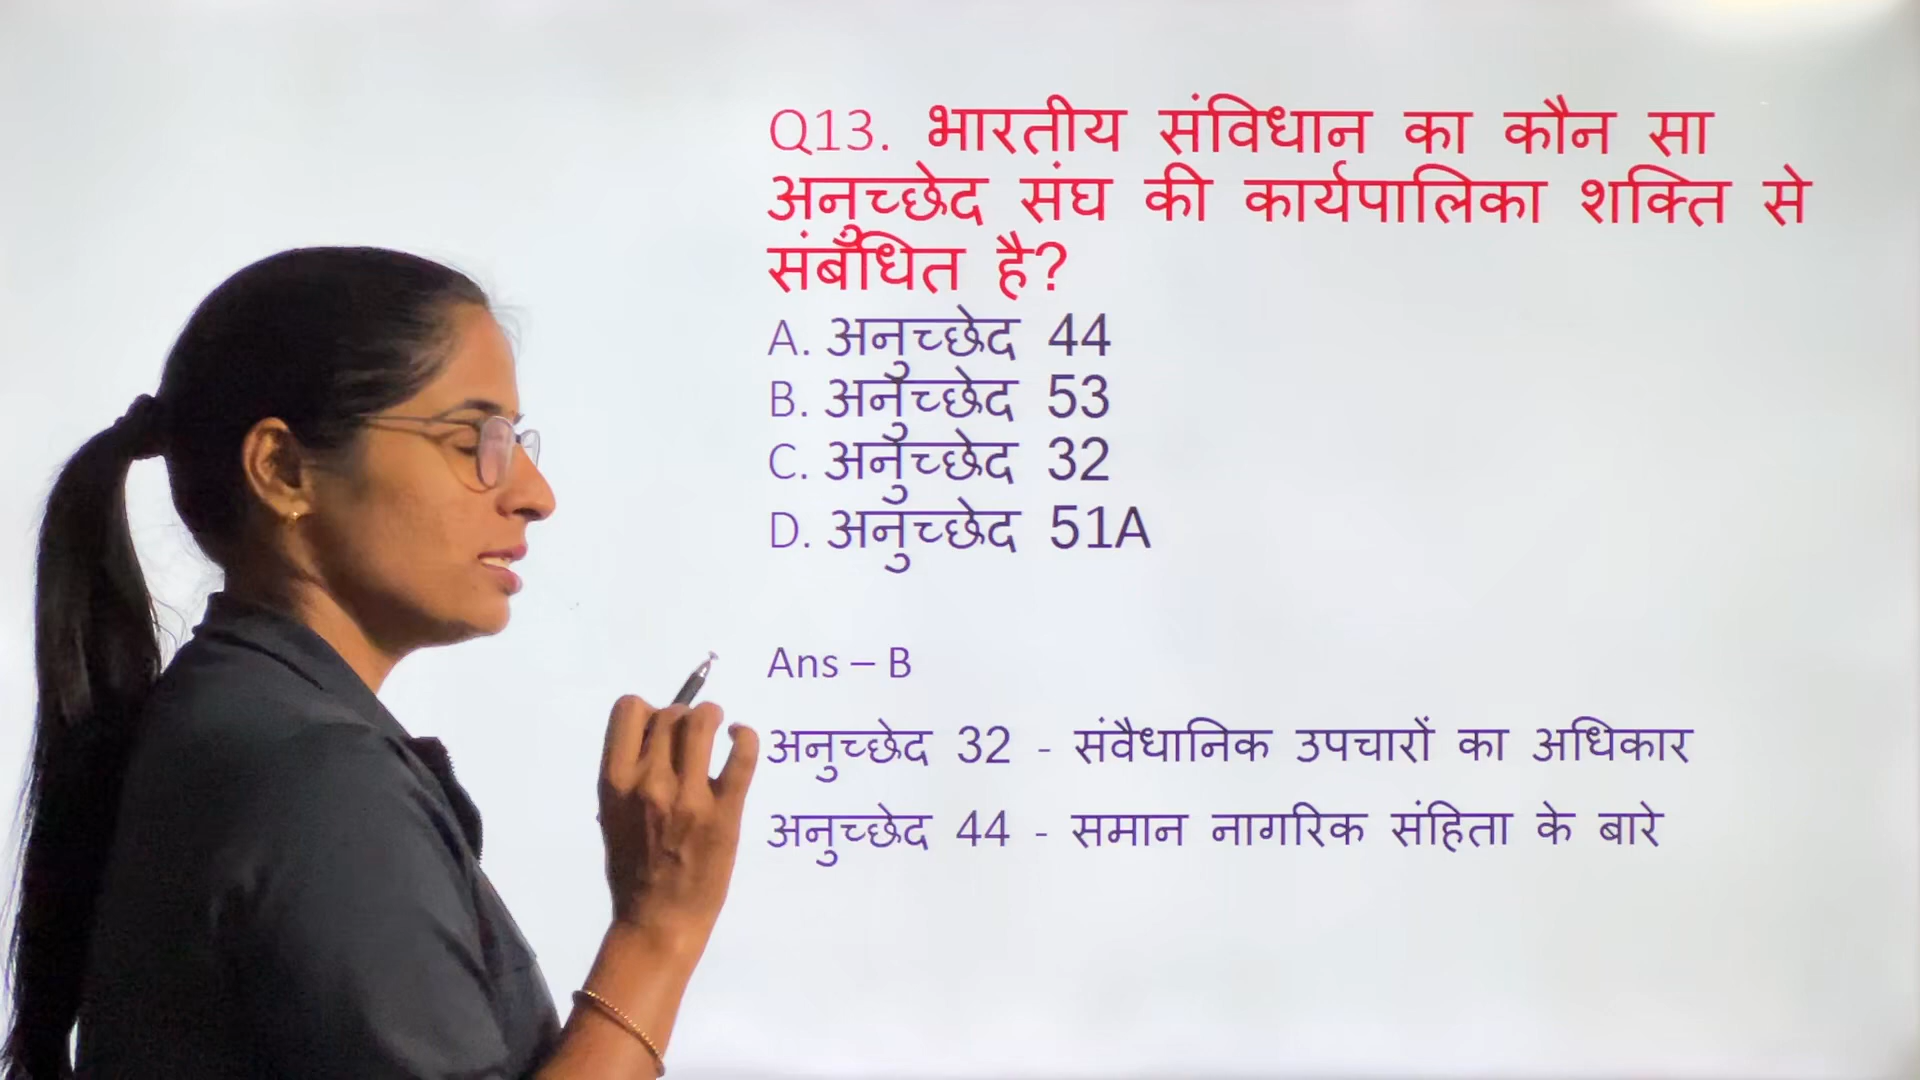 Q13. भारतीय संविधान का कौन सा
अनुच्छेद संघ की कार्यपालिका शक्ति से
संबंधित है?
A. अनुच्छेद 44
B. अनुच्छेद 53
C. अनुच्छेद 32
D. अनुच्छेद 51A
Ans – B
अनुच्छेद 32 - संवैधानिक उपचारों का अधिकार
अनुच्छेद 44 - समान नागरिक संहिता के बारे